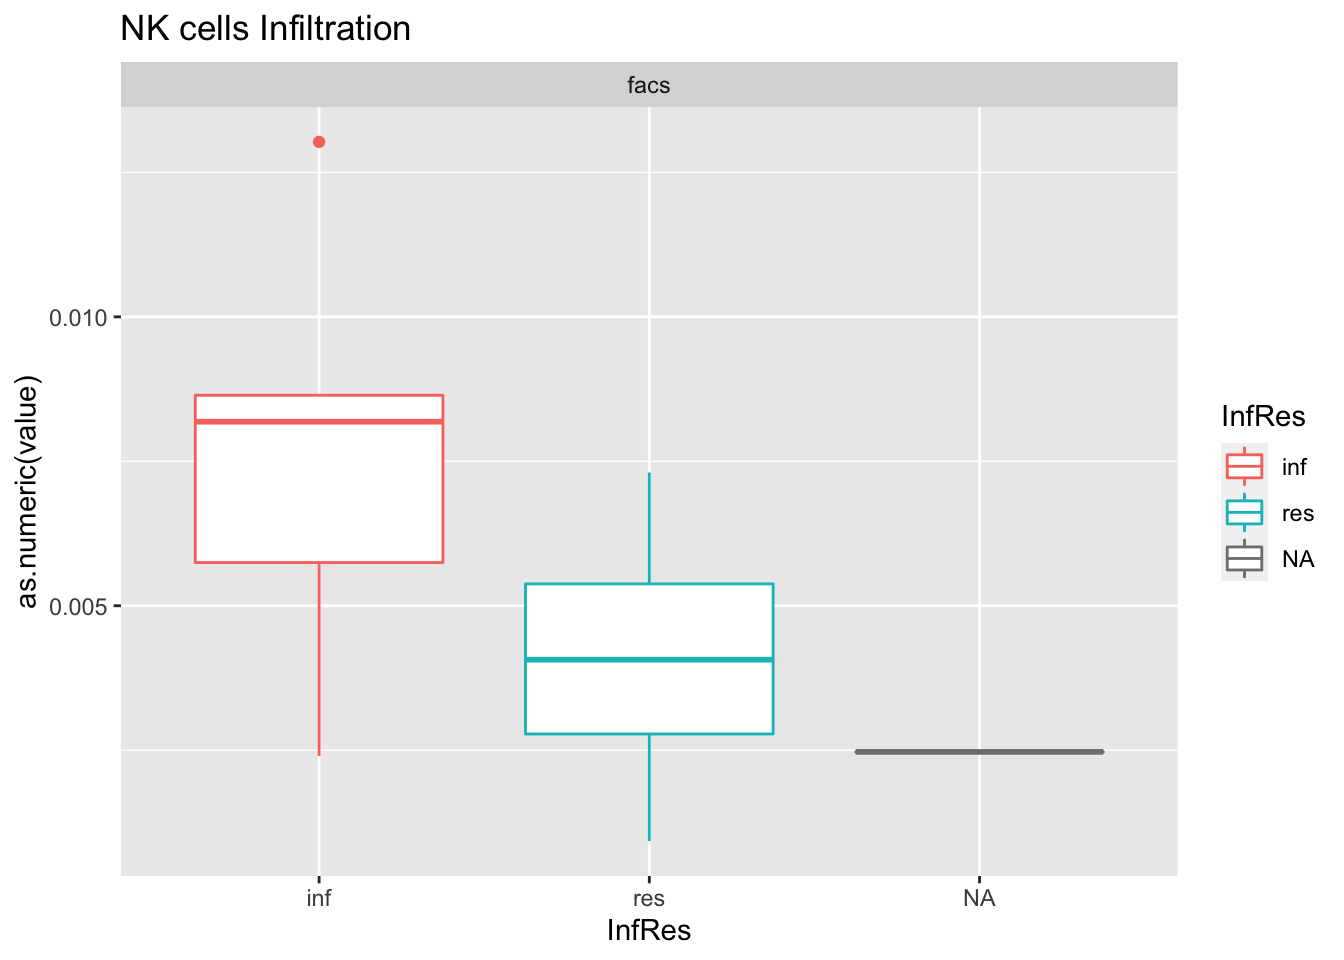 NK cells Infiltration
facs
0.010
0.005
as.numeric(value)
inf
res
NA
InfRes
InfRes
inf
res
NA